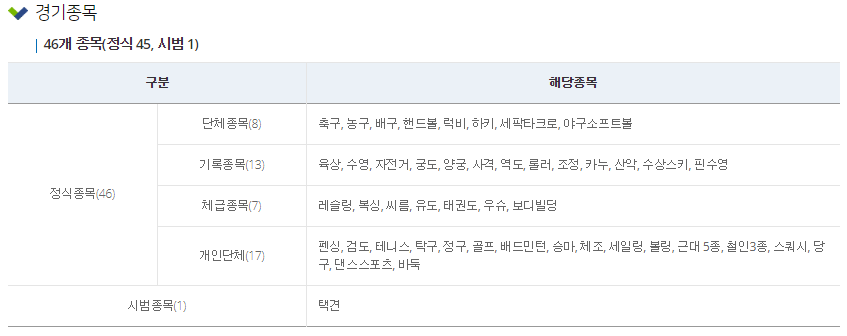 경기종목
46개 종목(정식 45, 시범 1)
구분 해당종목
정식종목(46)
단체종목(8) 축구, 농구, 배구, 핸드볼, 럭비, 하키, 세팍타크로, 야구소프트볼
기록종목(13) 육상, 수영, 자전거, 궁도, 양궁, 사격, 역도, 롤러, 조정, 카누, 산악, 수상스키, 핀수영
체급종목(7) 레슬링, 복싱, 씨름, 유도, 태권도, 우슈, 보디빌딩
개인단체(17) 펜싱, 검도, 테니스, 탁구, 정구, 골프, 배드민턴, 승마, 체조, 세일링, 볼링, 근대 5종, 철인3종, 스쿼시, 당
구, 댄스스포츠, 바둑
시범종목(1) 택견